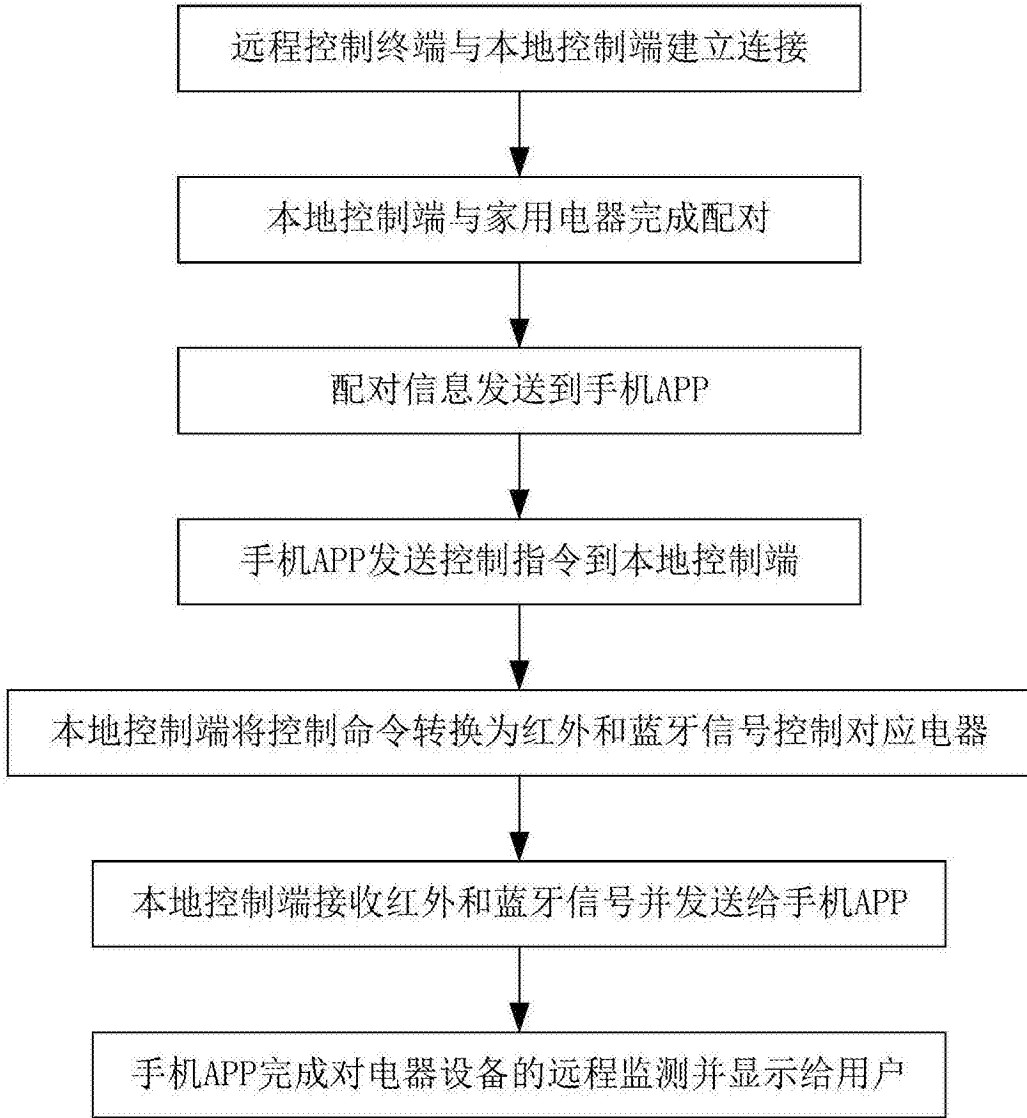 远程控制终端与本地控制端建立连接
本地控制端与家用电器完成配对
配对信息发送到手机APP
手机APP发送控制指令到本地控制端
本地控制端将控制命令转换为红外和蓝牙信号控制对应电器
本地控制端接收红外和蓝牙信号并发送给手机APP
手机APP完成对电器设备的远程监测并显示给用户